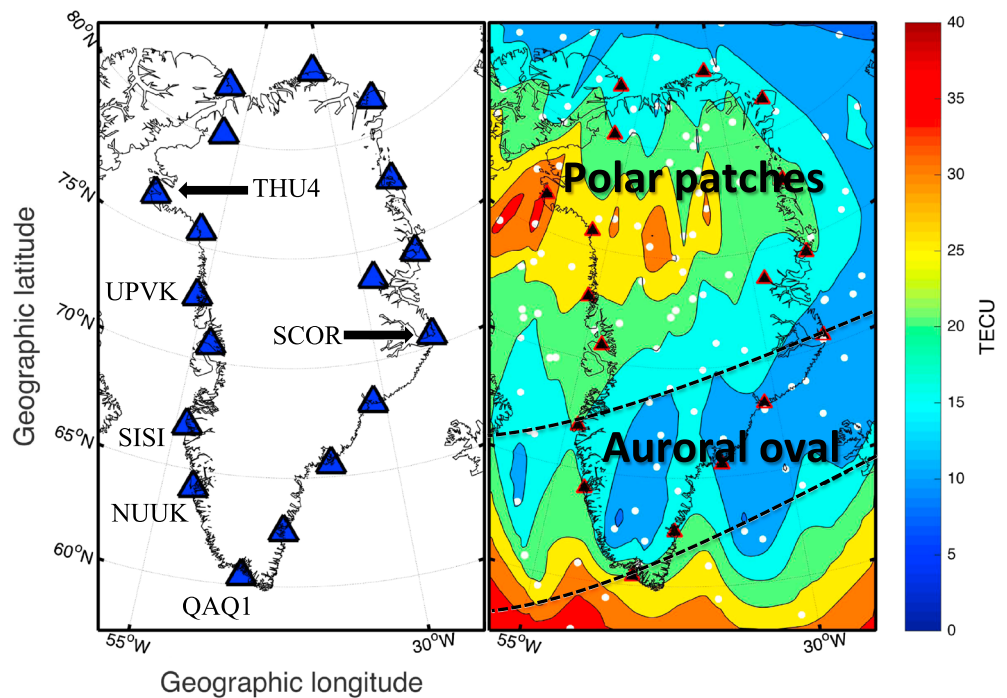 80°N
75°N
70°N
65°N
60°N
Geographic latitude
THU4
UPVK
SCOR
SISI
NUUK
QAQ1
55°W
30°W
Geographic longitude
Polar patches
Auroral oval
55°W
30°W
40
35
30
25
20
15
10
5
0
TECU